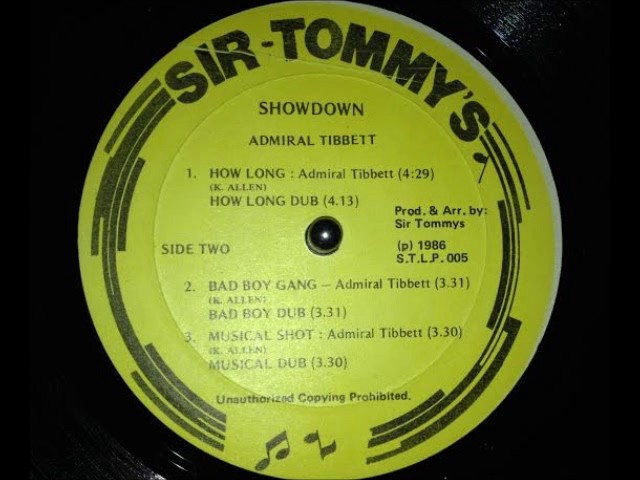 SIR-TOMMY'S
SHOWDOWN
ADMIRAL TIBBETT
1. HOW LONG : Admiral Tibbett (4:29)
(K. ALLEN)
HOW LONG DUB (4.13)
Prod. & Arr. by:
Sir Tommys
SIDE TWO
(p) 1986
S.T.L.P. 005
2. BAD BOY GANG – Admiral Tibbett (3.31)
(K. ALLEN)
BAD BOY DUB (3.31)
3. MUSICAL SHOT : Admiral Tibbett (3.30)
(K. ALLEN)
MUSICAL DUB (3.30)
Unauthorized Copying Prohibited.